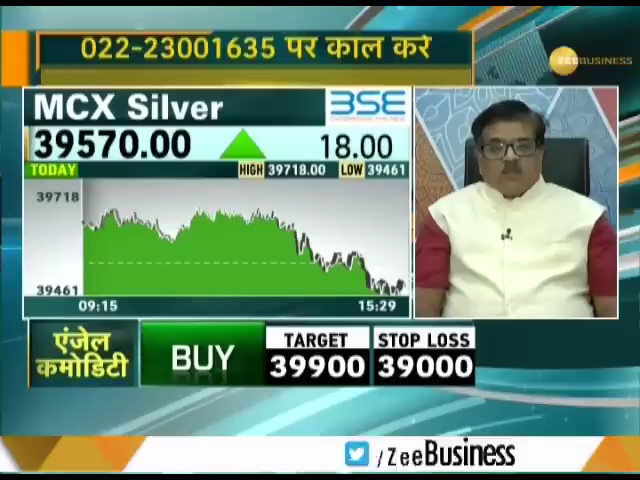 022-23001635 पर काल करें
ZEEBUSINESS
MCX Silver
BSE
39570.00 18.00
TODAY HIGH 39718.00 LOW 39461
39718
39461
09:15 15:29
एंजेल कमोडिटी
BUY
TARGET STOP LOSS
39900 39000
/ZeeBusiness